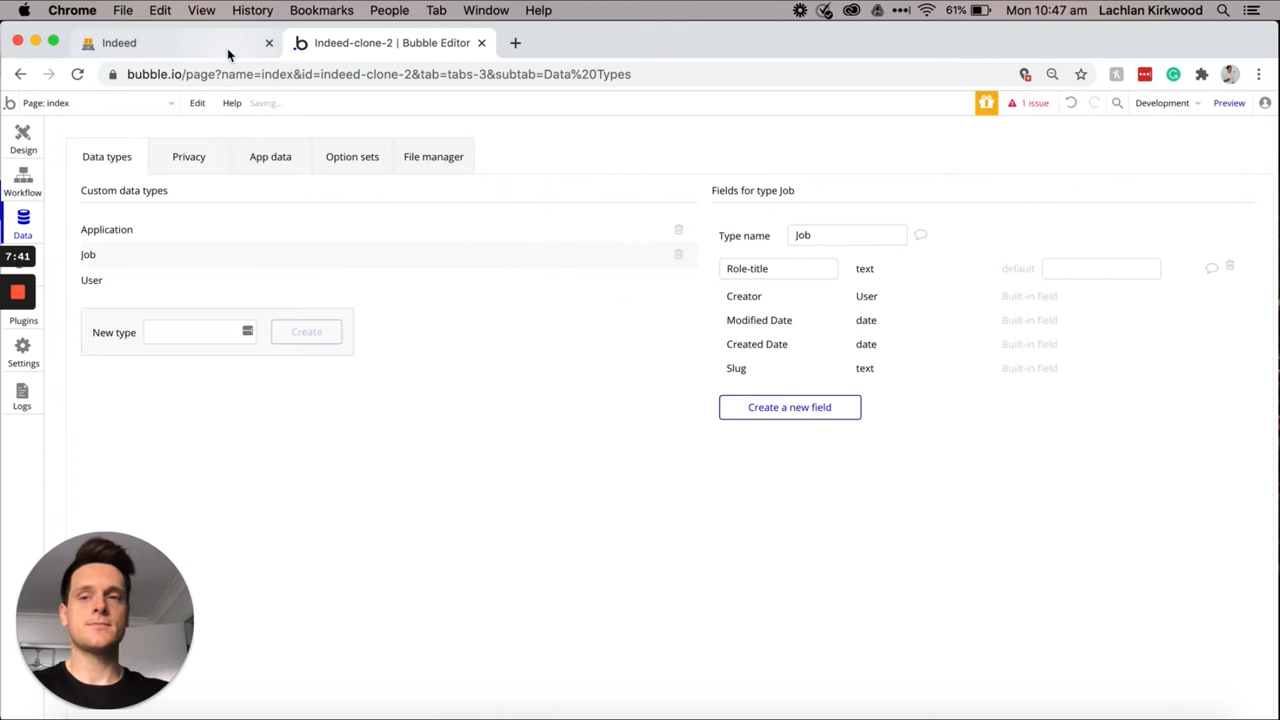 Chrome File Edit View History Bookmarks People Tab Window Help 61% Mon 10:47 am Lachlan Kirkwood
Indeed Indeed-clone-2 | Bubble Editor
bubble.io/page?name=index&id=indeed-clone-2&tab=tabs-3&subtab=Data%20Types
Page: index Edit Help Saving... 1 issue Development Preview
Design
Workflow
Data
7:41
Plugins
Settings
Logs
Data types Privacy App data Option sets File manager
Custom data types
Application
Job
User
New type Create
Fields for type Job
Type name Job
Role-title text default
Creator User Built-in field
Modified Date date Built-in field
Created Date date Built-in field
Slug text Built-in field
Create a new field